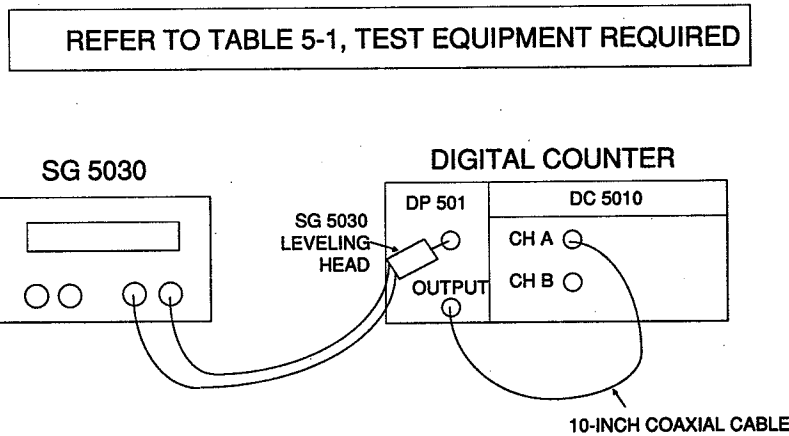 REFER TO TABLE 5-1, TEST EQUIPMENT REQUIRED
SG 5030
DIGITAL COUNTER
DP 501
DC 5010
SG 5030
LEVELING
HEAD
CH A
CH B
OUTPUT
10-INCH COAXIAL CABLE